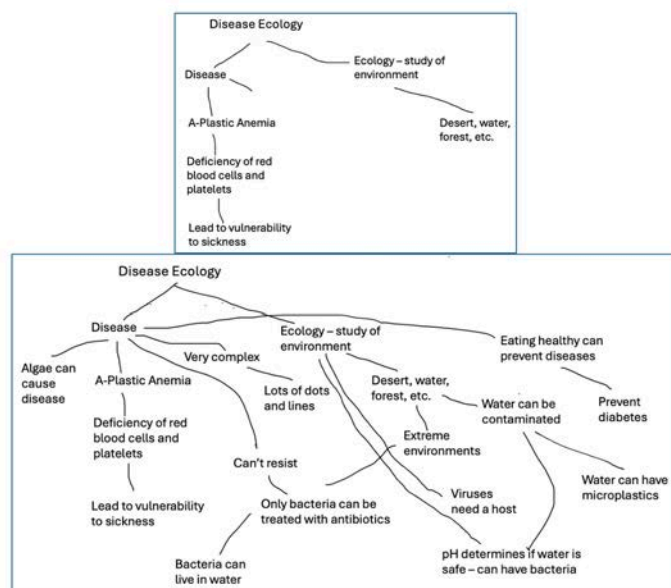 Disease Ecology
Disease
Ecology – study of
environment
A-Plastic Anemia
Desert, water,
forest, etc.
Deficiency of red
blood cells and
platelets
Lead to vulnerability
to sickness
Disease Ecology
Disease
Ecology – study of
environment
Eating healthy can
prevent diseases
Algae can
cause
disease
Very complex
A-Plastic Anemia
Lots of dots
and lines
Desert, water,
forest, etc.
Water can be
contaminated
Prevent
diabetes
Deficiency of red
blood cells and
platelets
Extreme
environments
Can't resist
Water can have
microplastics
Lead to vulnerability
to sickness
Only bacteria can be
treated with antibiotics
Viruses
need a host
Bacteria can
live in water
pH determines if water is
safe – can have bacteria